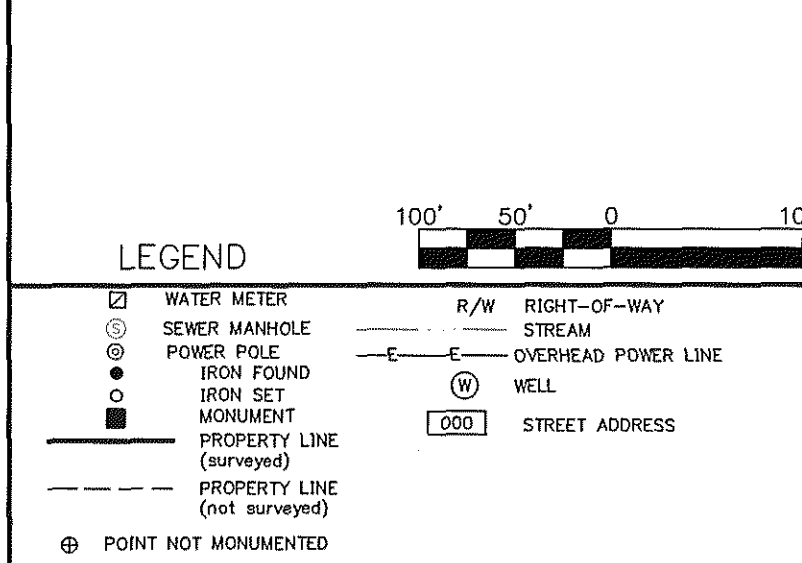 100' 50' 0 10
LEGEND
WATER METER
S SEWER MANHOLE
POWER POLE
IRON FOUND
IRON SET
MONUMENT
PROPERTY LINE
(surveyed)
PROPERTY LINE
(not surveyed)
POINT NOT MONUMENTED
R/W RIGHT-OF-WAY
STREAM
E E OVERHEAD POWER LINE
W WELL
000 STREET ADDRESS